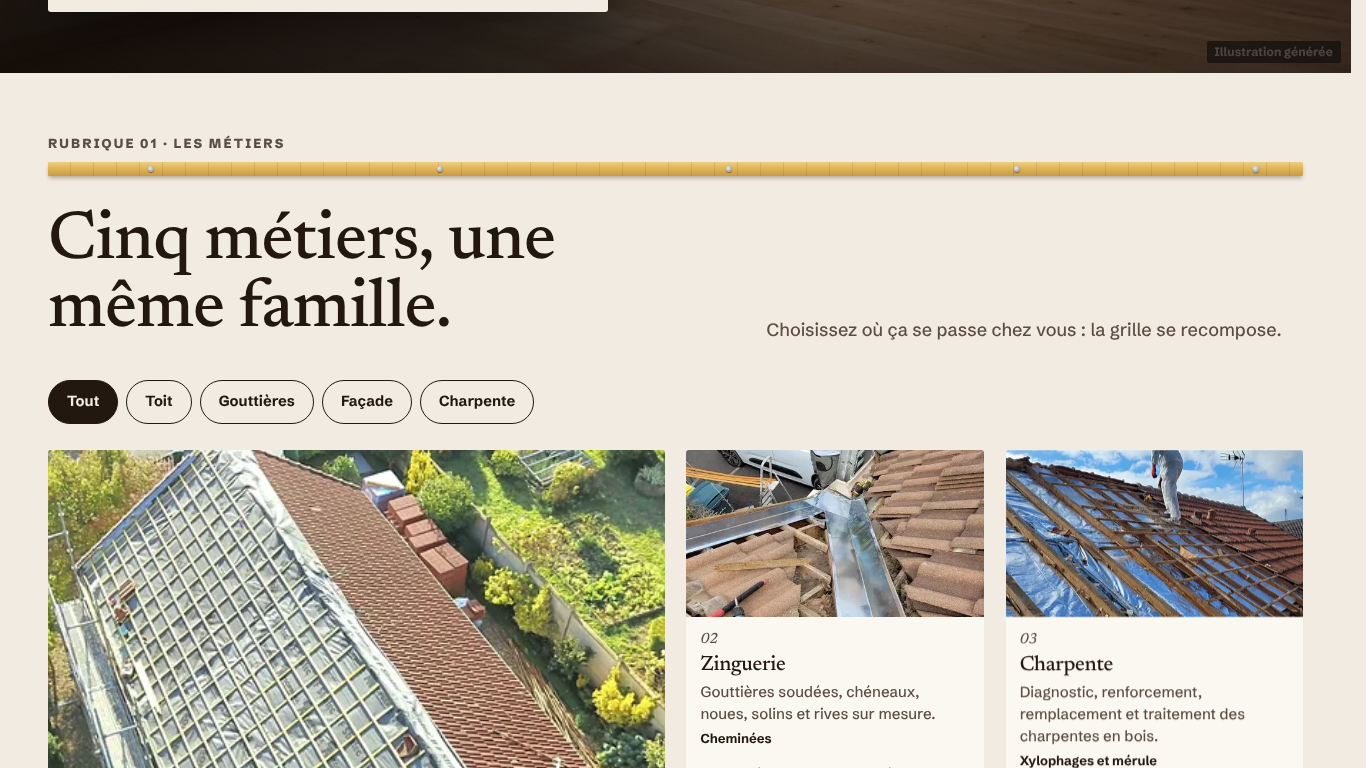 Illustration générée
RUBRIQUE 01 · LES MÉTIERS
Cinq métiers, une
même famille.
Choisissez où ça se passe chez vous : la grille se recompose.
Tout
Toit
Gouttières
Façade
Charpente
02
Zinguerie
Gouttières soudées, chéneaux,
noues, solins et rives sur mesure.
Cheminées
03
Charpente
Diagnostic, renforcement,
remplacement et traitement des
charpentes en bois.
Xylophages et mérule